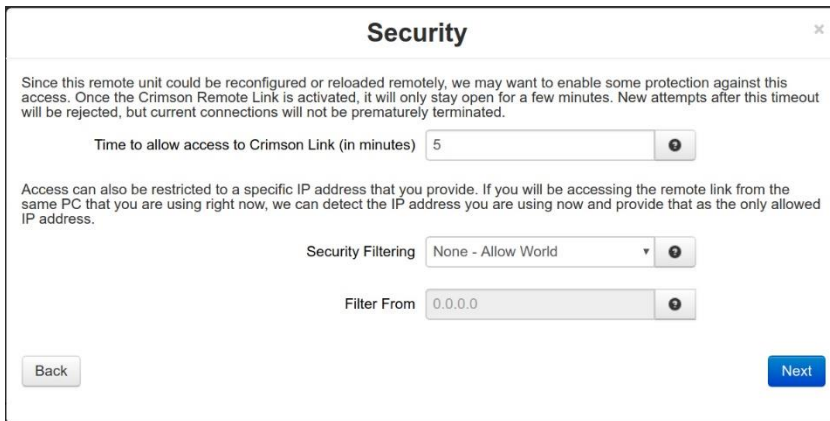 Security
×
Since this remote unit could be reconfigured or reloaded remotely, we may want to enable some protection against this
access. Once the Crimson Remote Link is activated, it will only stay open for a few minutes. New attempts after this timeout
will be rejected, but current connections will not be prematurely terminated.
Time to allow access to Crimson Link (in minutes) 5 ?
Access can also be restricted to a specific IP address that you provide. If you will be accessing the remote link from the
same PC that you are using right now, we can detect the IP address you are using now and provide that as the only allowed
IP address.
Security Filtering None - Allow World ?
Filter From 0.0.0.0 ?
Back Next